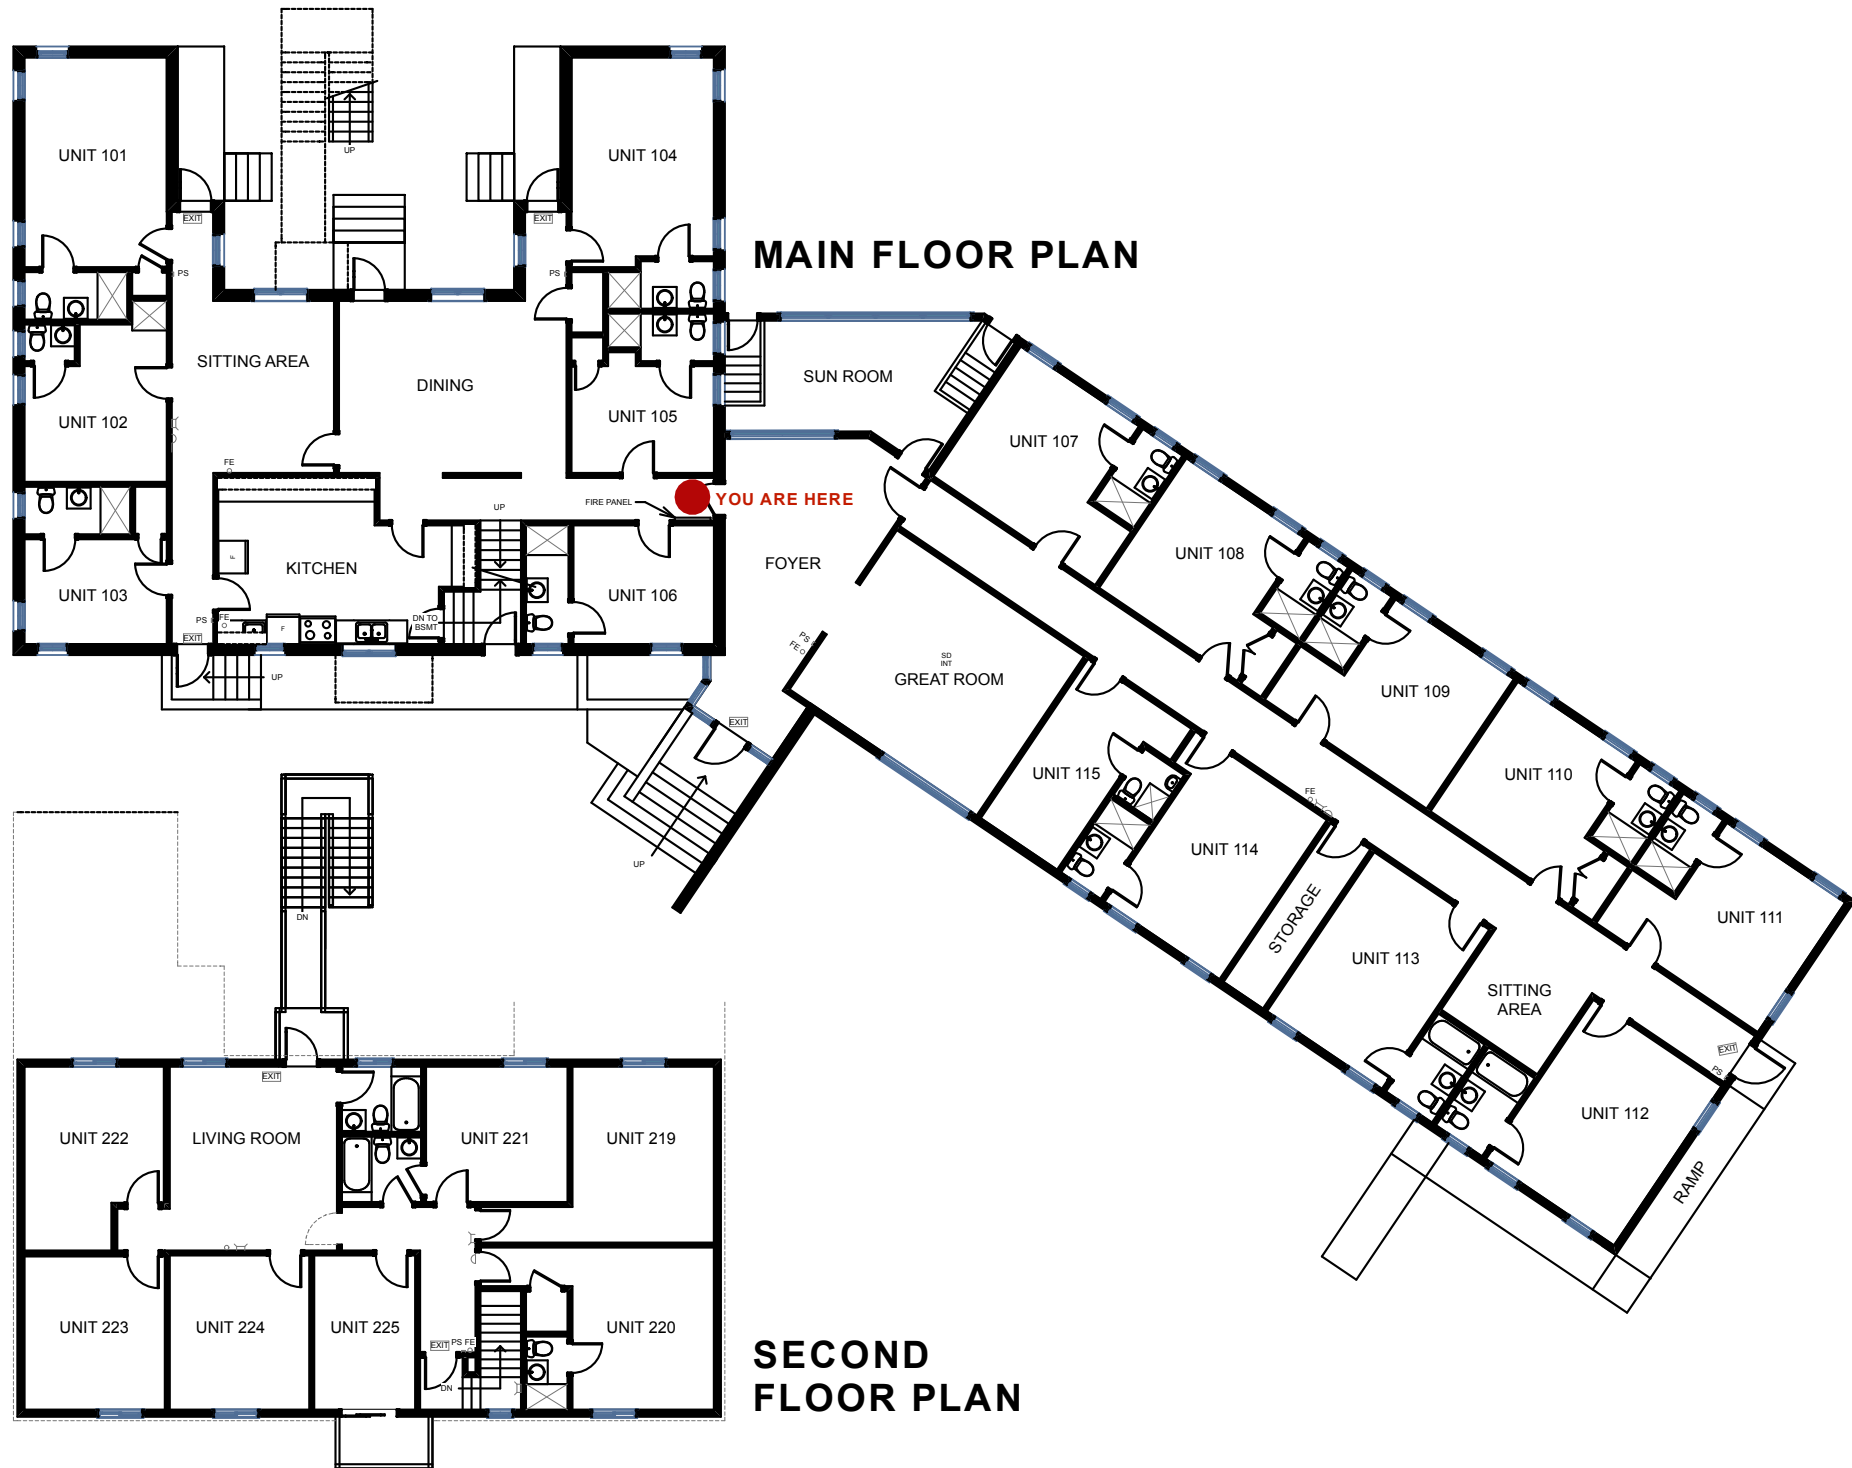 UP
UNIT 101
UNIT 104
EXIT
EXIT
MAIN FLOOR PLAN
PS
PS
SITTING AREA
DINING
SUN ROOM
UNIT 102
UNIT 105
UNIT 107
FE
FIRE PANEL
YOU ARE HERE
UP
F
KITCHEN
FOYER
UNIT 108
UNIT 103
UNIT 106
PS
FE
F
DN TO
BSMT
EXIT
UP
PS
FE
SD
INT
GREAT ROOM
UNIT 109
EXIT
UNIT 115
UNIT 110
FE
UP
UNIT 114
STORAGE
UNIT 111
UNIT 113
SITTING
AREA
EXIT
PS
UNIT 112
RAMP
DN
EXIT
UNIT 222
LIVING ROOM
UNIT 221
UNIT 219
UNIT 223
UNIT 224
UNIT 225
EXIT
PS FE
UNIT 220
DN
SECOND
FLOOR PLAN